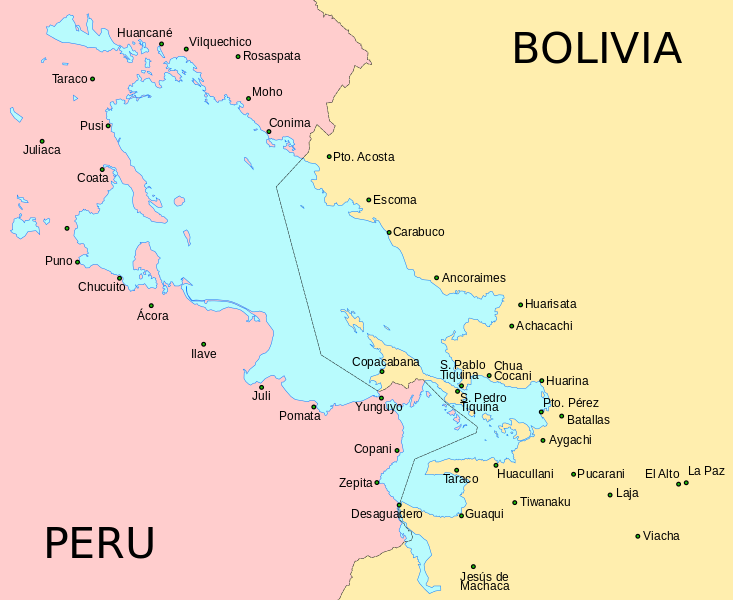 Huancané
Vilquechico
BOLIVIA
Rosaspata
Taraco
Moho
Pusi
Conima
Juliaca
Pto. Acosta
Coata
Escoma
Carabuco
Puno
Chucuito
Ancoraimes
Huarisata
Ácora
Achacachi
Ilave
Copacabana
S. Pablo
Tiquina
Chua
Cocani
Huarina
Juli
S. Pedro
Tiquina
Pto. Pérez
Yunguyo
Pomata
Batallas
Aygachi
Copani
Zepita
Taraco
Huacullani
Pucarani
El Alto
La Paz
Laja
Tiwanaku
Desaguadero
Guaqui
PERU
Viacha
Jesús de
Machaca